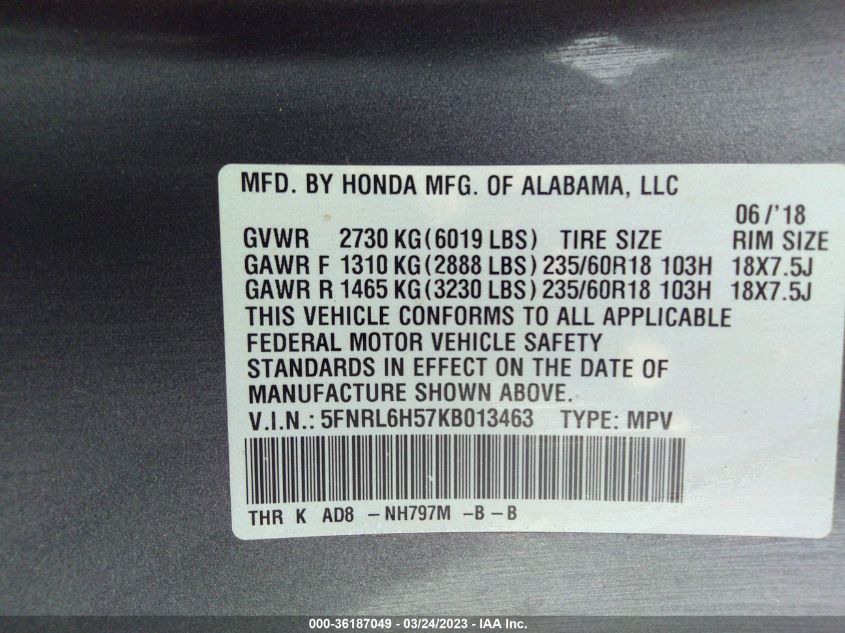 MFD. BY HONDA MFG. OF ALABAMA, LLC
06/'18
GVWR 2730 KG(6019 LBS) TIRE SIZE RIM SIZE
GAWR F 1310 KG(2888 LBS) 235/60R18 103H 18X7.5J
GAWR R 1465 KG(3230 LBS) 235/60R18 103H 18X7.5J
THIS VEHICLE CONFORMS TO ALL APPLICABLE
FEDERAL MOTOR VEHICLE SAFETY
STANDARDS IN EFFECT ON THE DATE OF
MANUFACTURE SHOWN ABOVE.
V.I.N.: 5FNRL6H57KB013463 TYPE: MPV
THR K AD8 -NH797M -B-B
000-36187049 - 03/24/2023 - IAA Inc.